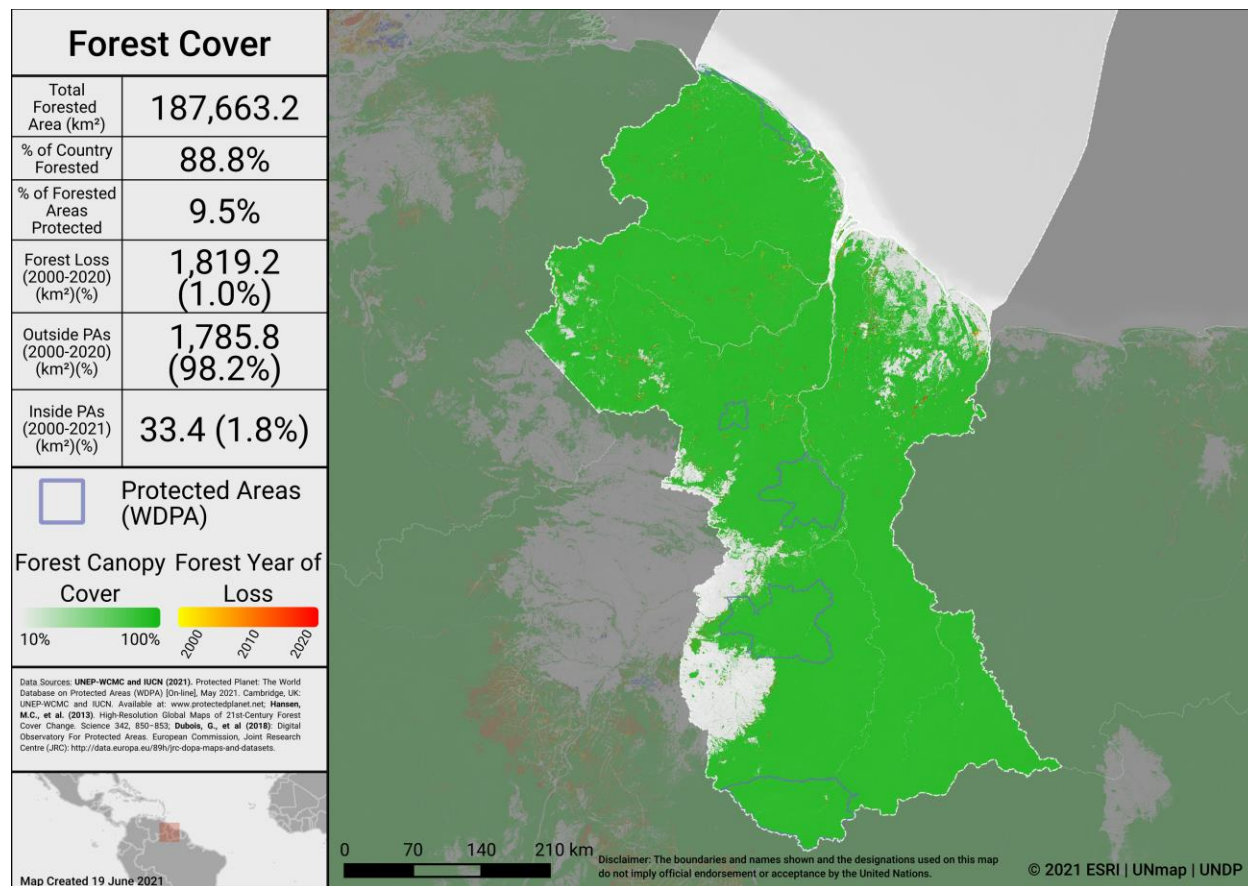 Forest Cover
Total
Forested
Area (km²)
187,663.2
% of Country
Forested
88.8%
% of Forested
Areas
Protected
9.5%
Forest Loss
(2000-2020)
(km²)(%)
1,819.2
(1.0%)
Outside PAs
(2000-2020)
(km²)(%)
1,785.8
(98.2%)
Inside PAs
(2000-2021)
(km²)(%)
33.4 (1.8%)
Protected Areas
(WDPA)
Forest Canopy
Cover
10%
100%
Forest Year of
Loss
2000
2010
2020
Data Sources: UNEP-WCMC and IUCN (2021). Protected Planet: The World
Database on Protected Areas (WDPA) [On-line], May 2021. Cambridge, UK:
UNEP-WCMC and IUCN. Available at: www.protectedplanet.net; Hansen,
M.C., et al. (2013). High-Resolution Global Maps of 21st-Century Forest
Cover Change. Science 342, 850–853; Dubois, G., et al (2018): Digital
Observatory For Protected Areas. European Commission, Joint Research
Centre (JRC): http://data.europa.eu/89h/jrc-dopa-maps-and-datasets.
Map Created 19 June 2021
0
70
140
210 km
Disclaimer: The boundaries and names shown and the designations used on this map
do not imply official endorsement or acceptance by the United Nations.
© 2021 ESRI | UNmap | UNDP